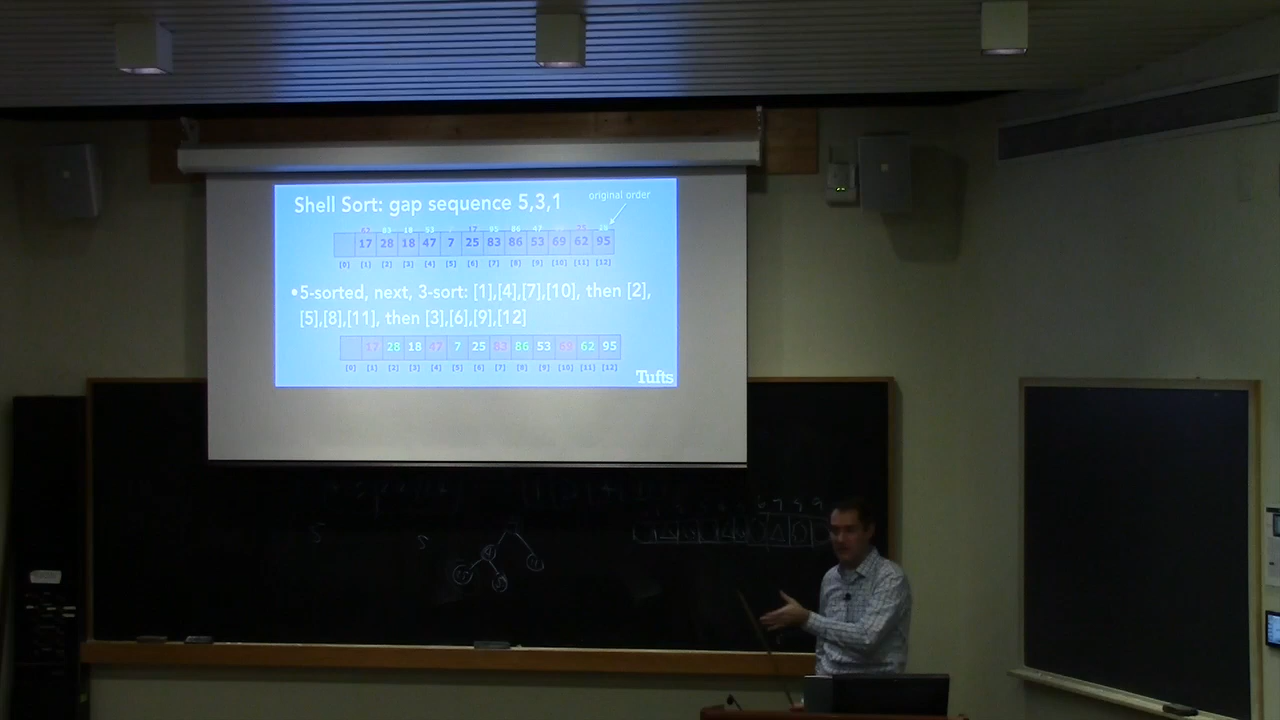 Shell Sort: gap sequence 5,3,1
original order
17 28 18 47 7 25 83 86 53 69 62 95
[0] [1] [2] [3] [4] [5] [6] [7] [8] [9] [10] [11] [12]
•5-sorted, next, 3-sort: [1],[4],[7],[10], then [2],
[5],[8],[11], then [3],[6],[9],[12]
17 28 18 47 7 25 83 86 53 69 62 95
[0] [1] [2] [3] [4] [5] [6] [7] [8] [9] [10] [11] [12]
Tufts